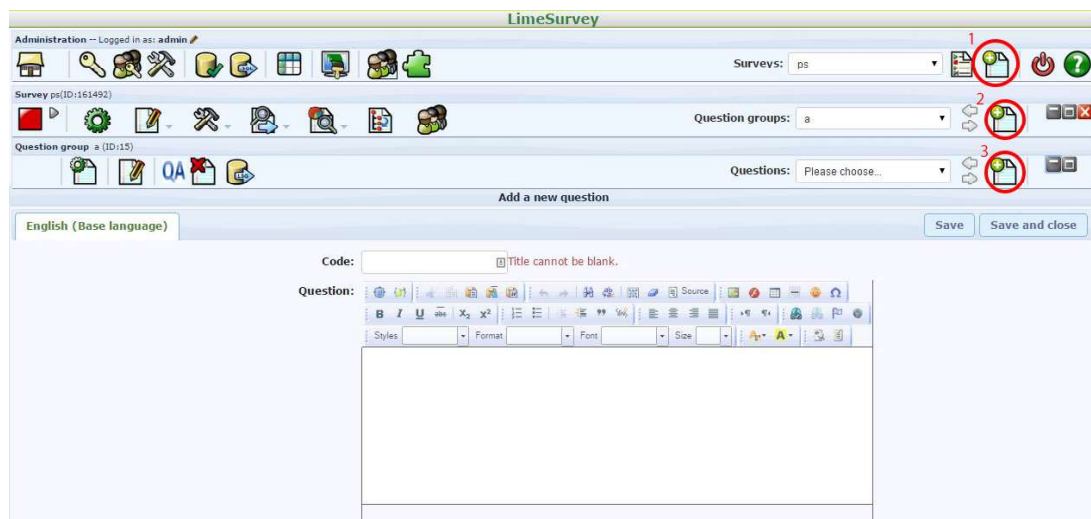 LimeSurvey
Administration -- Logged in as: admin
1
Surveys: ps
Survey ps(ID:161492)
2
Question groups: a
Question group a (ID:15)
3
QA
Questions: Please choose...
Add a new question
English (Base language)
Save
Save and close
Code:
Title cannot be blank.
Question:
Source
B I U abc X₂ X²
Styles
Format
Font
Size
A
A